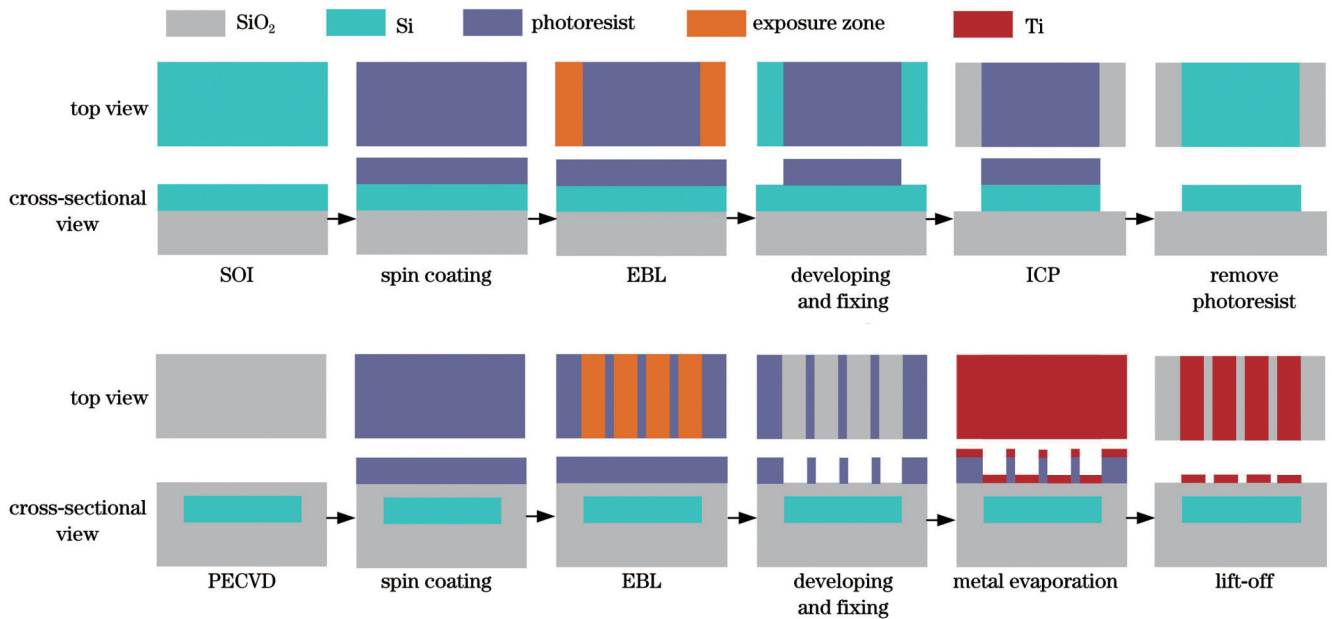 SiO₂ Si photoresist exposure zone Ti
top view
cross-sectional
view
SOI spin coating EBL developing ICP remove
and fixing photoresist
top view
cross-sectional
view
PECVD spin coating EBL developing metal evaporation lift-off
and fixing